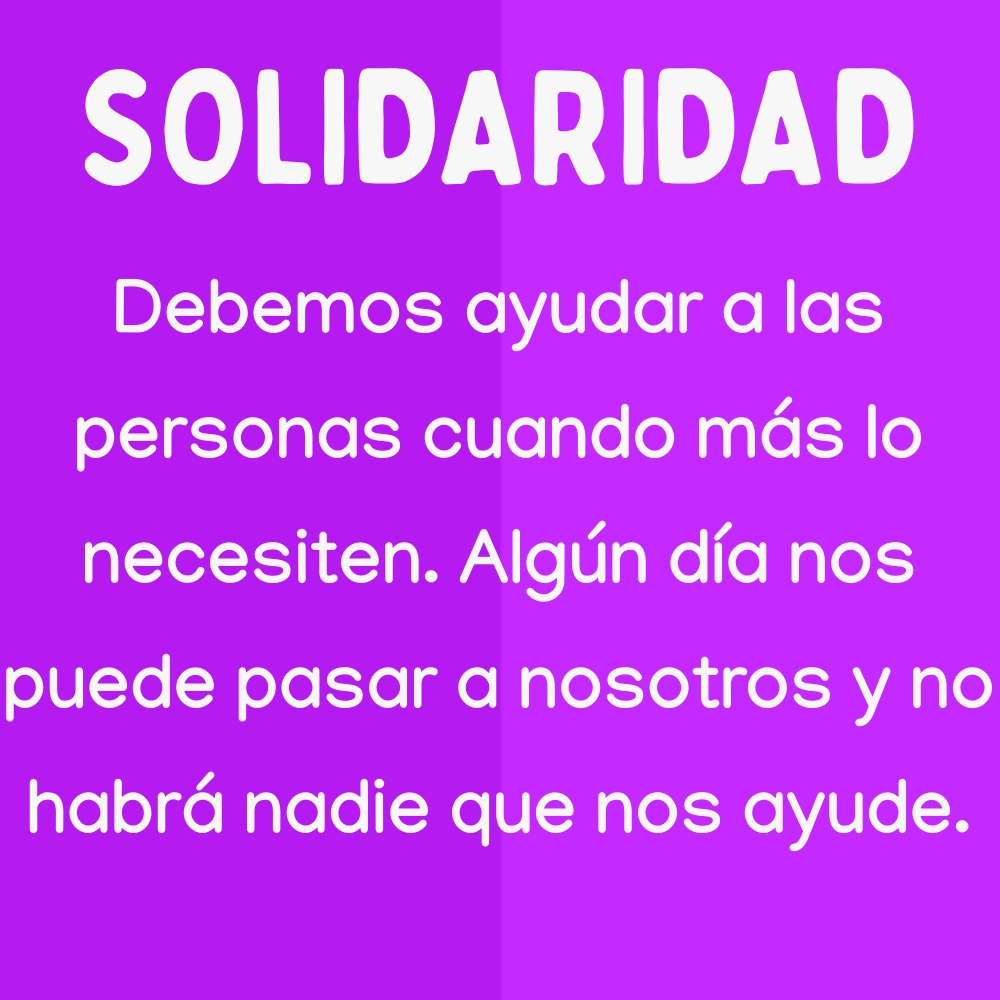 SOLIDARIDAD
Debemos ayudar a las
personas cuando más lo
necesiten. Algún día nos
puede pasar a nosotros y no
habrá nadie que nos ayude.